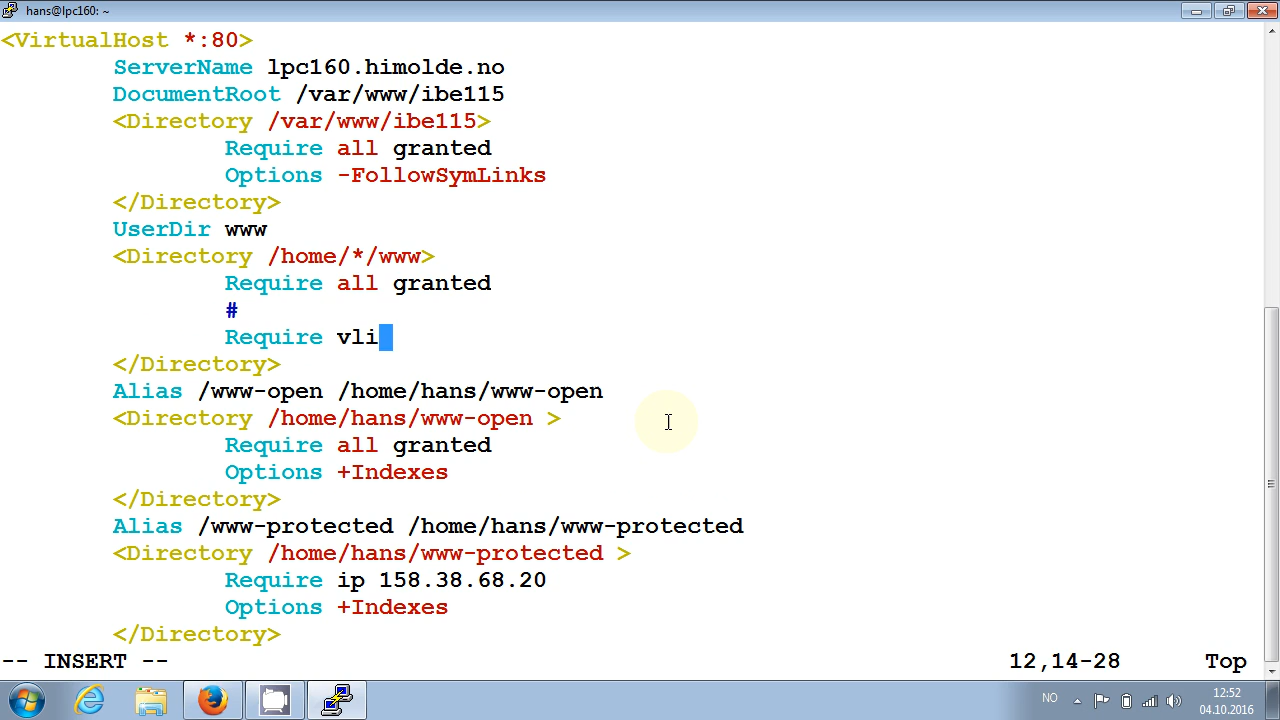 hans@lpc160: ~
<VirtualHost *:80>
ServerName lpc160.himolde.no
DocumentRoot /var/www/ibe115
<Directory /var/www/ibe115>
Require all granted
Options -FollowSymLinks
</Directory>
UserDir www
<Directory /home/*/www>
Require all granted
#
Require vli
</Directory>
Alias /www-open /home/hans/www-open
<Directory /home/hans/www-open >
Require all granted
Options +Indexes
</Directory>
Alias /www-protected /home/hans/www-protected
<Directory /home/hans/www-protected >
Require ip 158.38.68.20
Options +Indexes
</Directory>
-- INSERT -- 12,14-28 Top
NO 12:52
04.10.2016